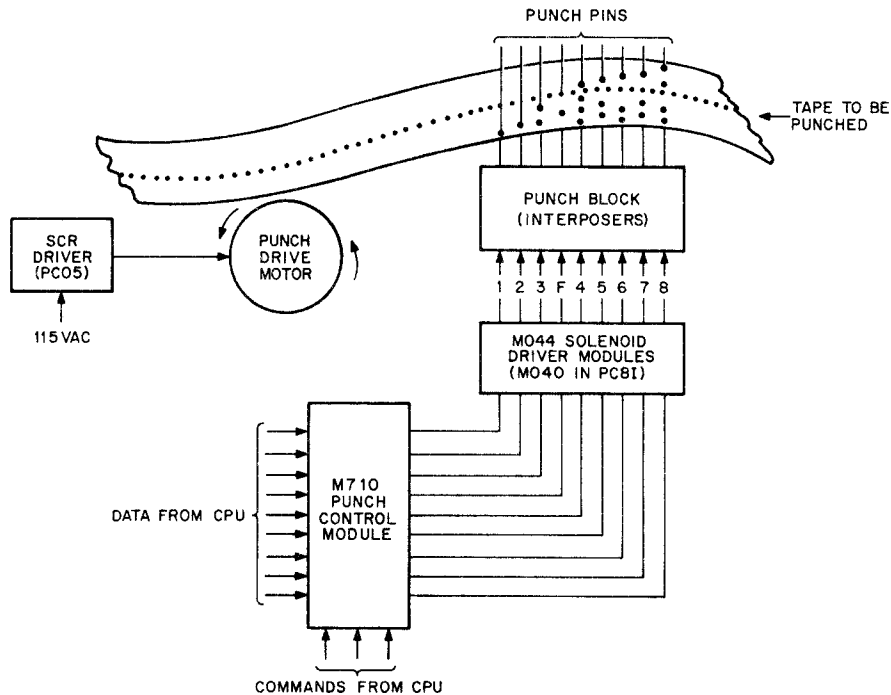 PUNCH PINS
TAPE TO BE
PUNCHED
PUNCH BLOCK
(INTERPOSERS)
SCR
DRIVER
(PC05)
PUNCH
DRIVE
MOTOR
115 VAC
1 2 3 F 4 5 6 7 8
M044 SOLENOID
DRIVER MODULES
(M040 IN PC8I)
M710
PUNCH
CONTROL
MODULE
DATA FROM CPU
COMMANDS FROM CPU